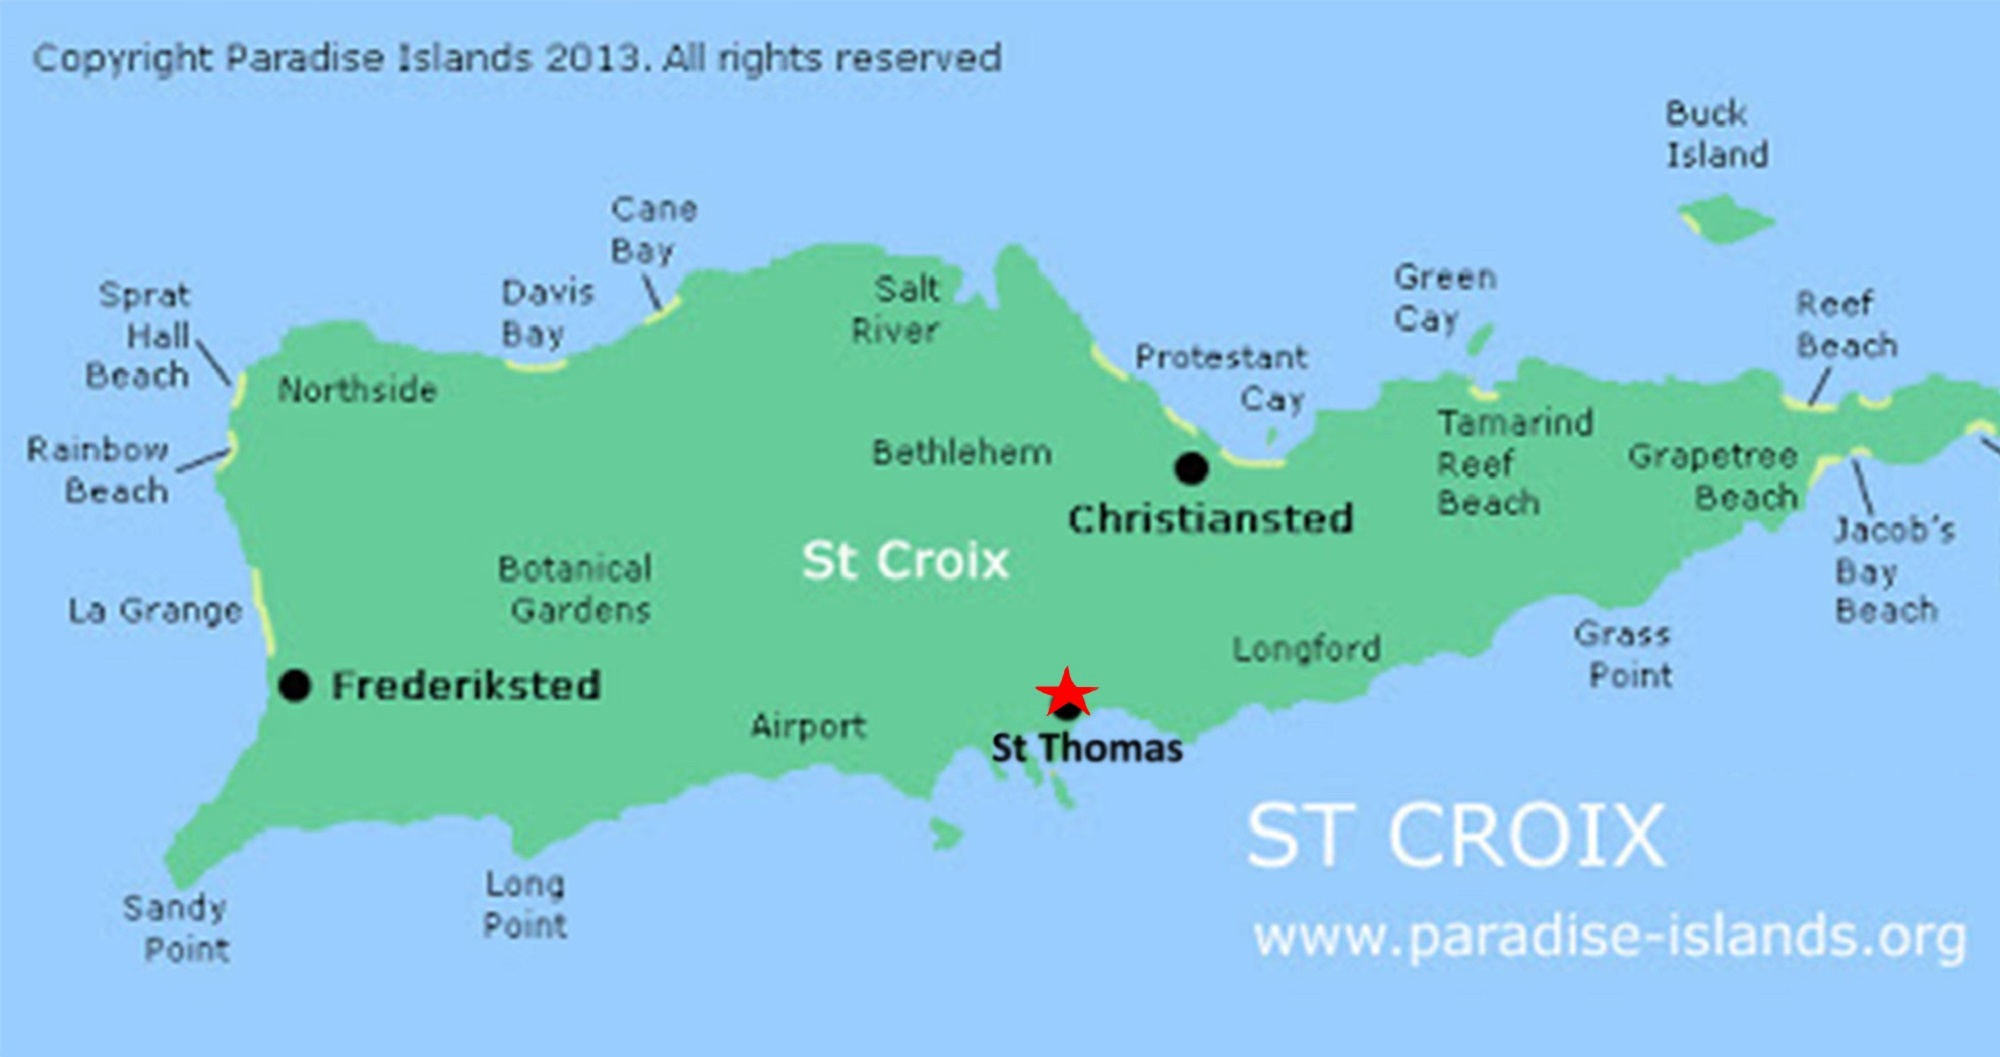 Copyright Paradise Islands 2013. All rights reserved
Buck
Island
Cane
Bay
Sprat
Hall
Beach
Davis
Bay
Salt
River
Green
Cay
Reef
Beach
Protestant
Cay
Northside
Rainbow
Beach
Bethlehem
Tamarind
Reef
Beach
Grapetree
Beach
Christiansted
Jacob's
Bay
Beach
St Croix
Botanical
Gardens
La Grange
Longford
Grass
Point
Frederiksted
Airport
St Thomas
ST CROIX
www.paradise-islands.org
Long
Point
Sandy
Point